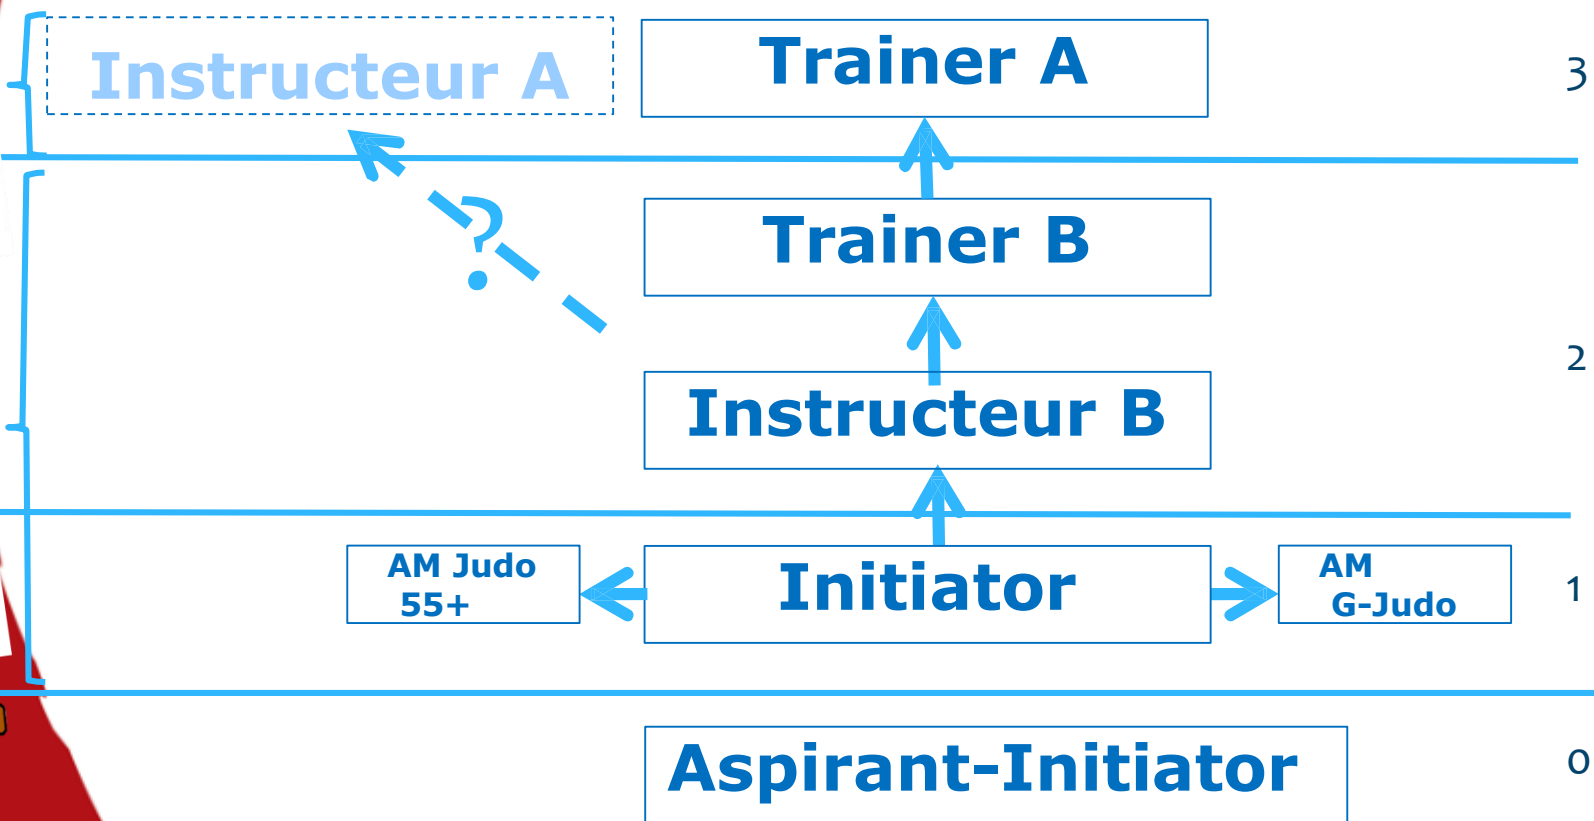 Instructeur A
Trainer A
3
?
Trainer B
2
Instructeur B
AM Judo
55+
Initiator
AM
G-Judo
1
Aspirant-Initiator
0